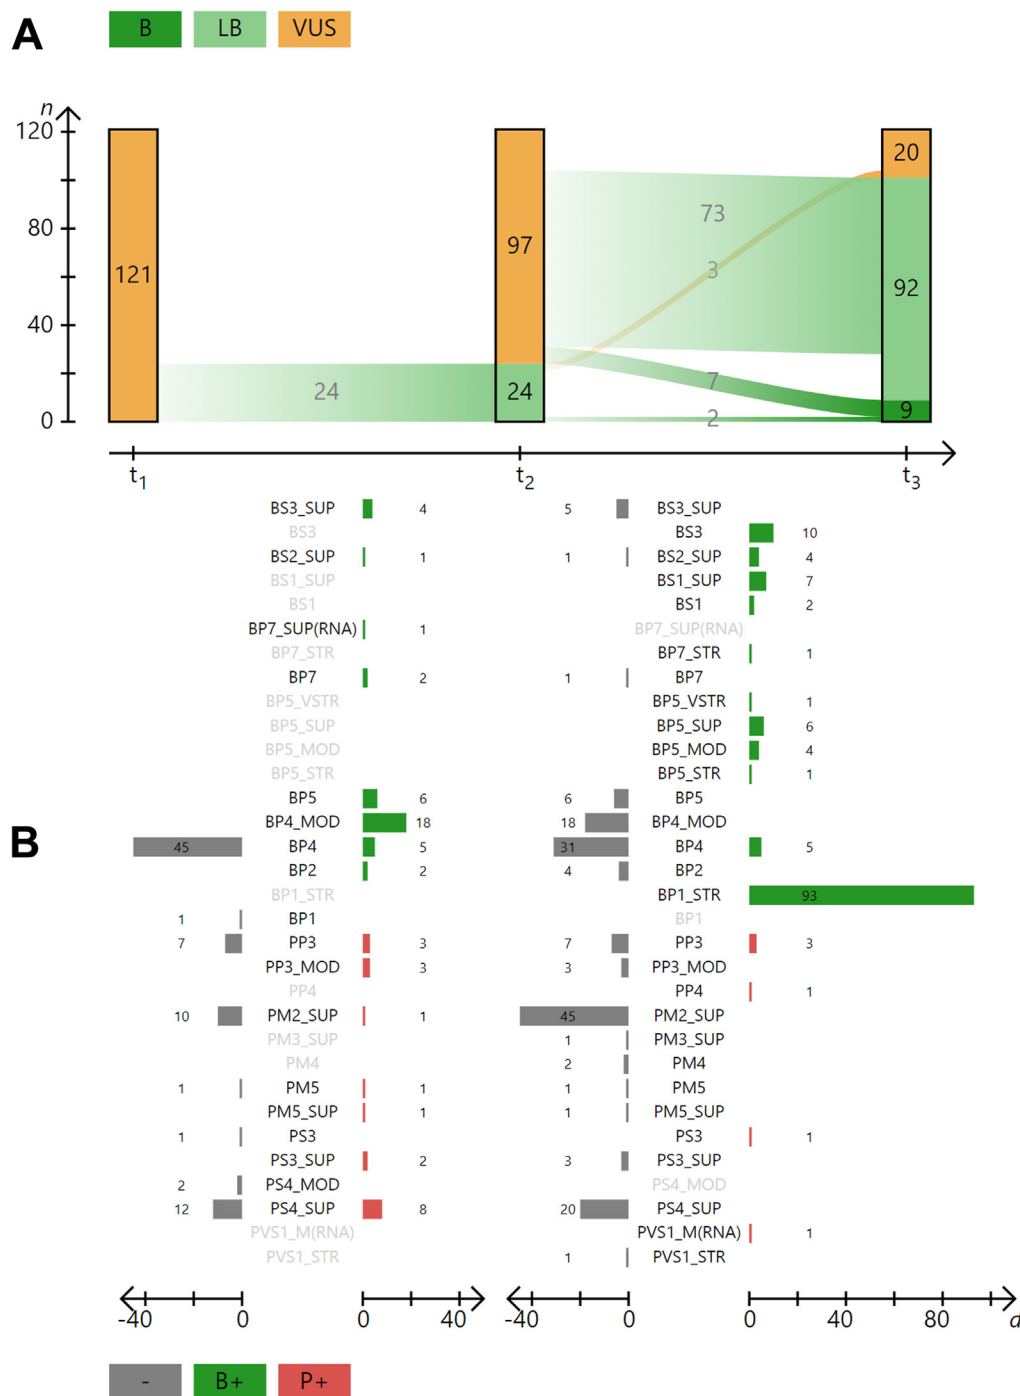 A
B LB VUS
n
120
80
40
0
121
24
97
24
73
3
7
2
20
92
9
t1 t2 t3
B
BS3_SUP 4 5 BS3_SUP
BS3 BS3 10
BS2_SUP 1 1 BS2_SUP 4
BS1_SUP BS1_SUP 7
BS1 BS1 2
BP7_SUP(RNA) 1 BP7_SUP(RNA)
BP7_STR BP7_STR 1
BP7 2 1 BP7
BP5_VSTR BP5_VSTR 1
BP5_SUP BP5_SUP 6
BP5_MOD BP5_MOD 4
BP5_STR BP5_STR 1
BP5 6 6 BP5
BP4_MOD 18 18 BP4_MOD
45 BP4 5 31 BP4 5
BP2 2 4 BP2
BP1_STR BP1_STR 93
1 BP1 BP1
7 PP3 3 7 PP3 3
PP3_MOD 3 3 PP3_MOD
PP4 PP4 1
10 PM2_SUP 1 45 PM2_SUP
PM3_SUP 1 PM3_SUP
PM4 2 PM4
1 PM5 1 1 PM5
PM5_SUP 1 1 PM5_SUP
1 PS3 PS3 1
PS3_SUP 2 3 PS3_SUP
2 PS4_MOD PS4_MOD
12 PS4_SUP 8 20 PS4_SUP
PVS1_M(RNA) PVS1_M(RNA) 1
PVS1_STR 1 PVS1_STR
-40 0 0 40 -40 0 0 40 80
- B+ P+